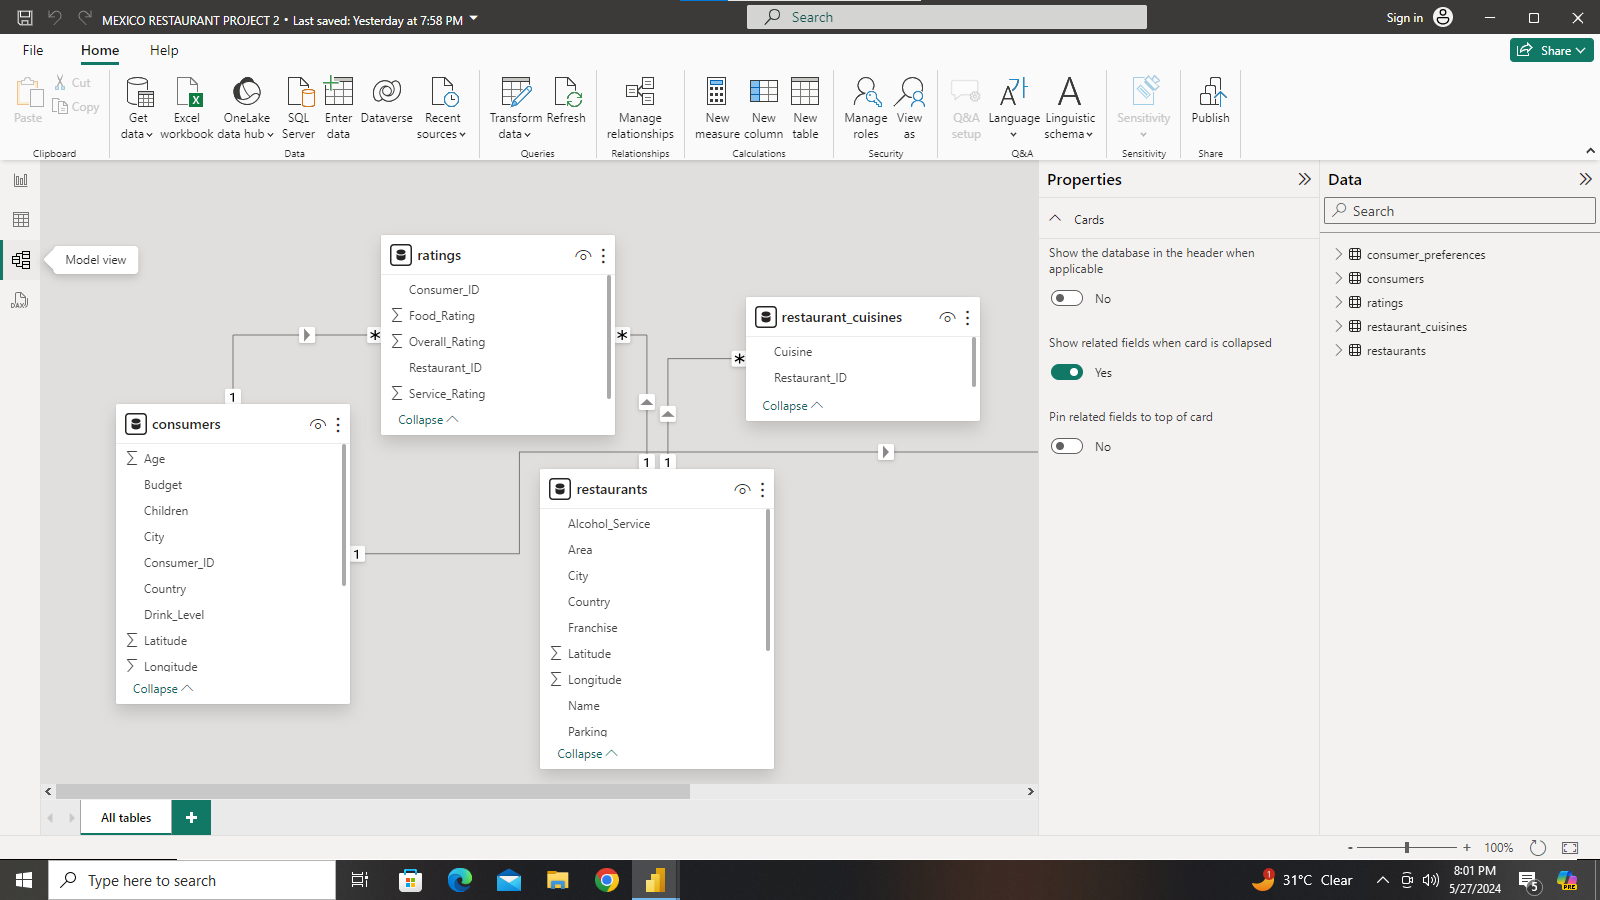 MEXICO RESTAURANT PROJECT 2 • Last saved: Yesterday at 7:58 PM
Search
Sign in
File
Home
Help
Share
Paste
Cut
Copy
Clipboard
Get data
Excel workbook
OneLake data hub
SQL Server
Enter data
Dataverse
Recent sources
Data
Transform data
Refresh
Queries
Manage relationships
Relationships
New measure
New column
New table
Calculations
Manage roles
View as
Security
Q&A setup
Language
Linguistic schema
Q&A
Sensitivity
Sensitivity
Publish
Share
Model view
ratings
Consumer_ID
Food_Rating
Overall_Rating
Restaurant_ID
Service_Rating
Collapse
restaurant_cuisines
Cuisine
Restaurant_ID
Collapse
1
*
*
*
1
1
1
consumers
Age
Budget
Children
City
Consumer_ID
Country
Drink_Level
Latitude
Longitude
Collapse
restaurants
Alcohol_Service
Area
City
Country
Franchise
Latitude
Longitude
Name
Parking
Collapse
Properties
Cards
Show the database in the header when
applicable
No
Show related fields when card is collapsed
Yes
Pin related fields to top of card
No
Data
Search
consumer_preferences
consumers
ratings
restaurant_cuisines
restaurants
All tables
+
- + 100%
Type here to search
1
31°C Clear
8:01 PM
5/27/2024
5
PRE